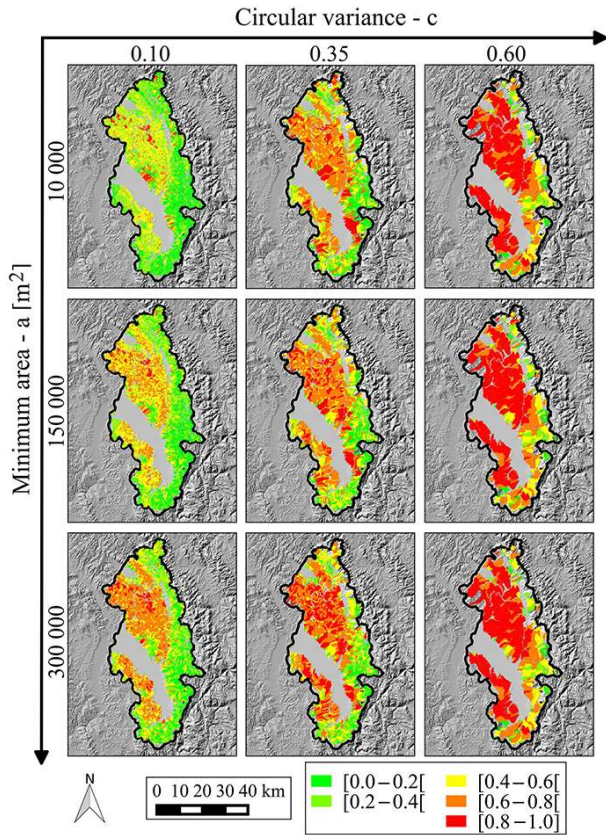 Circular variance - c
0.10 0.35 0.60
Minimum area - a [m²]
10 000
150 000
300 000
N
0 10 20 30 40 km
[0.0−0.2[
[0.2−0.4[
[0.4−0.6[
[0.6−0.8[
[0.8−1.0]